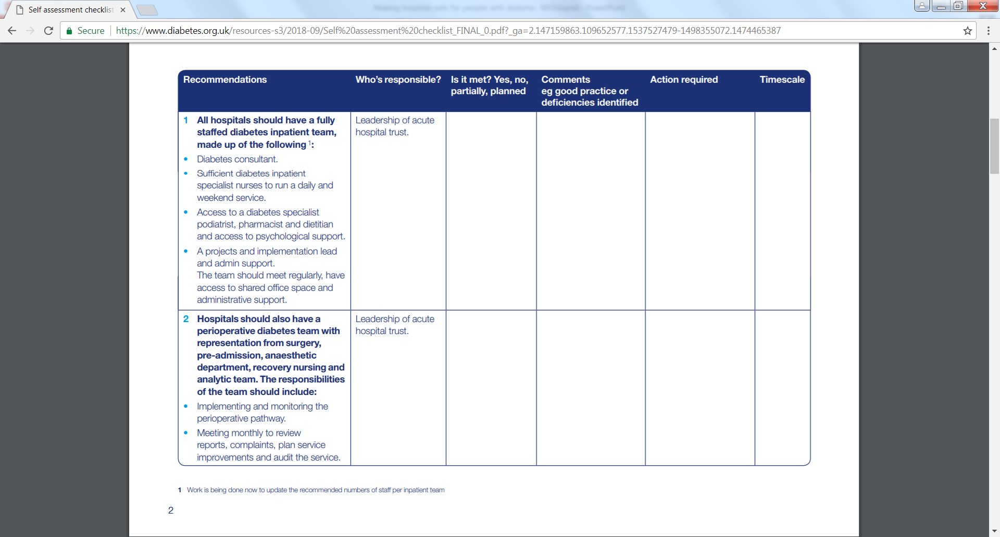 Self assessment checklist
Secure
https://www.diabetes.org.uk/resources-s3/2018-09/Self%20assessment%20checklist_FINAL_0.pdf?_ga=2.147159863.109652577.1537527479-1498355072.1474465387
Recommendations
Who's responsible?
Is it met? Yes, no,
partially, planned
Comments
eg good practice or
deficiencies identified
Action required
Timescale
1 All hospitals should have a fully
staffed diabetes inpatient team,
made up of the following 1:
• Diabetes consultant.
• Sufficient diabetes inpatient
specialist nurses to run a daily and
weekend service.
• Access to a diabetes specialist
podiatrist, pharmacist and dietitian
and access to psychological support.
• A projects and implementation lead
and admin support.
The team should meet regularly, have
access to shared office space and
administrative support.
Leadership of acute
hospital trust.
2 Hospitals should also have a
perioperative diabetes team with
representation from surgery,
pre-admission, anaesthetic
department, recovery nursing and
analytic team. The responsibilities
of the team should include:
• Implementing and monitoring the
perioperative pathway.
• Meeting monthly to review
reports, complaints, plan service
improvements and audit the service.
Leadership of acute
hospital trust.
1 Work is being done now to update the recommended numbers of staff per inpatient team
2